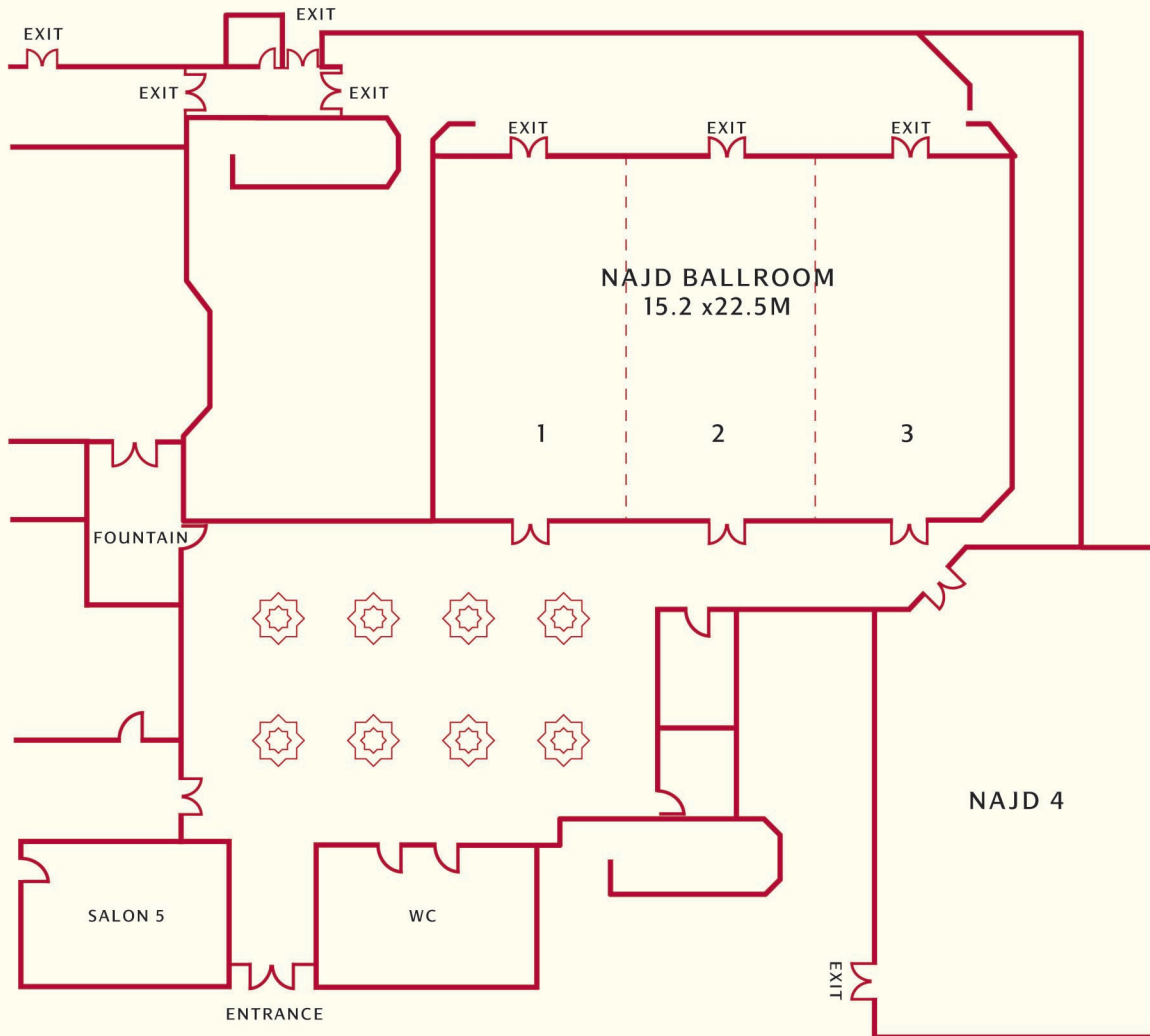 EXIT
EXIT
EXIT
EXIT
EXIT
EXIT
EXIT
NAJD BALLROOM
15.2 x22.5M
1
2
3
FOUNTAIN
NAJD 4
SALON 5
WC
EXIT
ENTRANCE